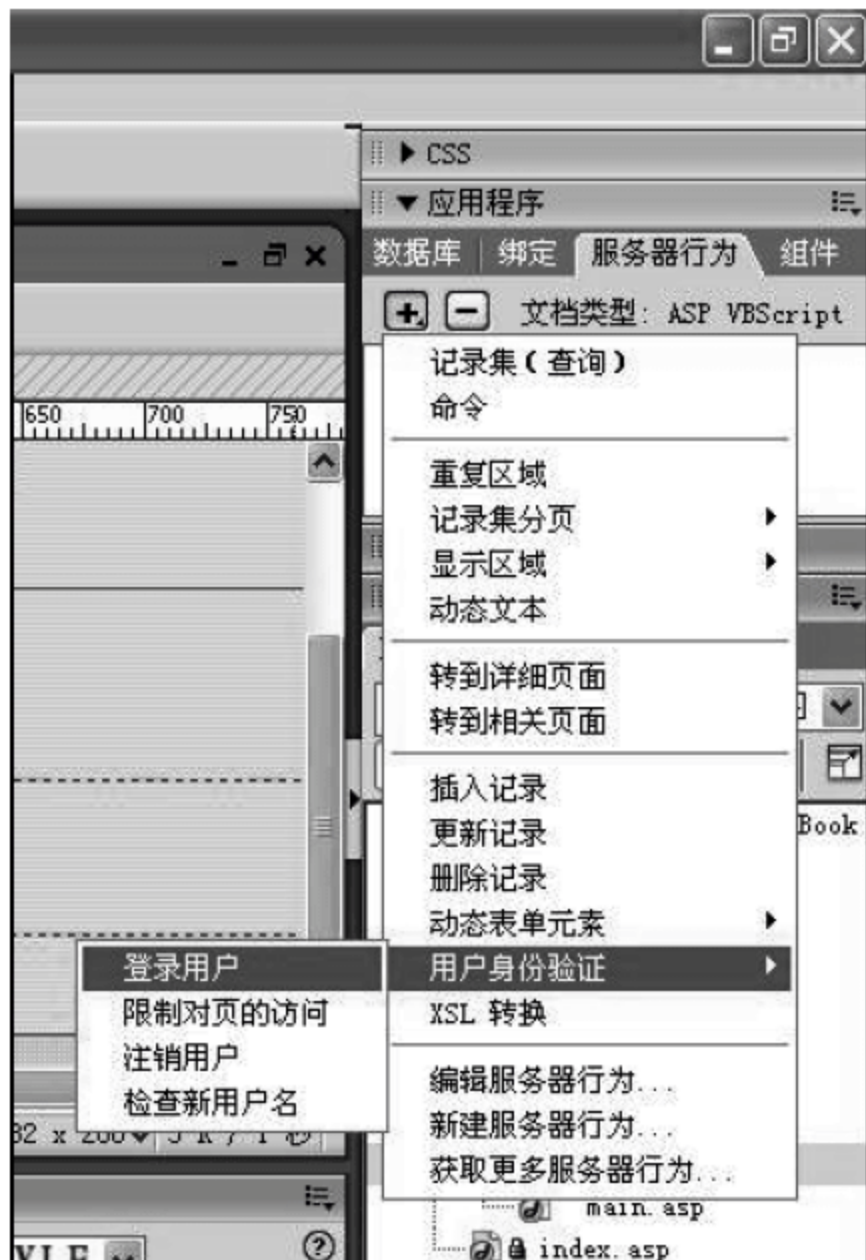 CSS
应用程序
数据库 绑定 服务器行为 组件
文档类型: ASP VBScript
记录集(查询)
命令
650 700 750
重复区域
记录集分页
显示区域
动态文本
转到详细页面
转到相关页面
插入记录
更新记录
Book
删除记录
动态表单元素
用户身份验证
登录用户
限制对页的访问
注销用户
检查新用户名
XSL 转换
编辑服务器行为...
新建服务器行为...
获取更多服务器行为...
main.asp
index.asp